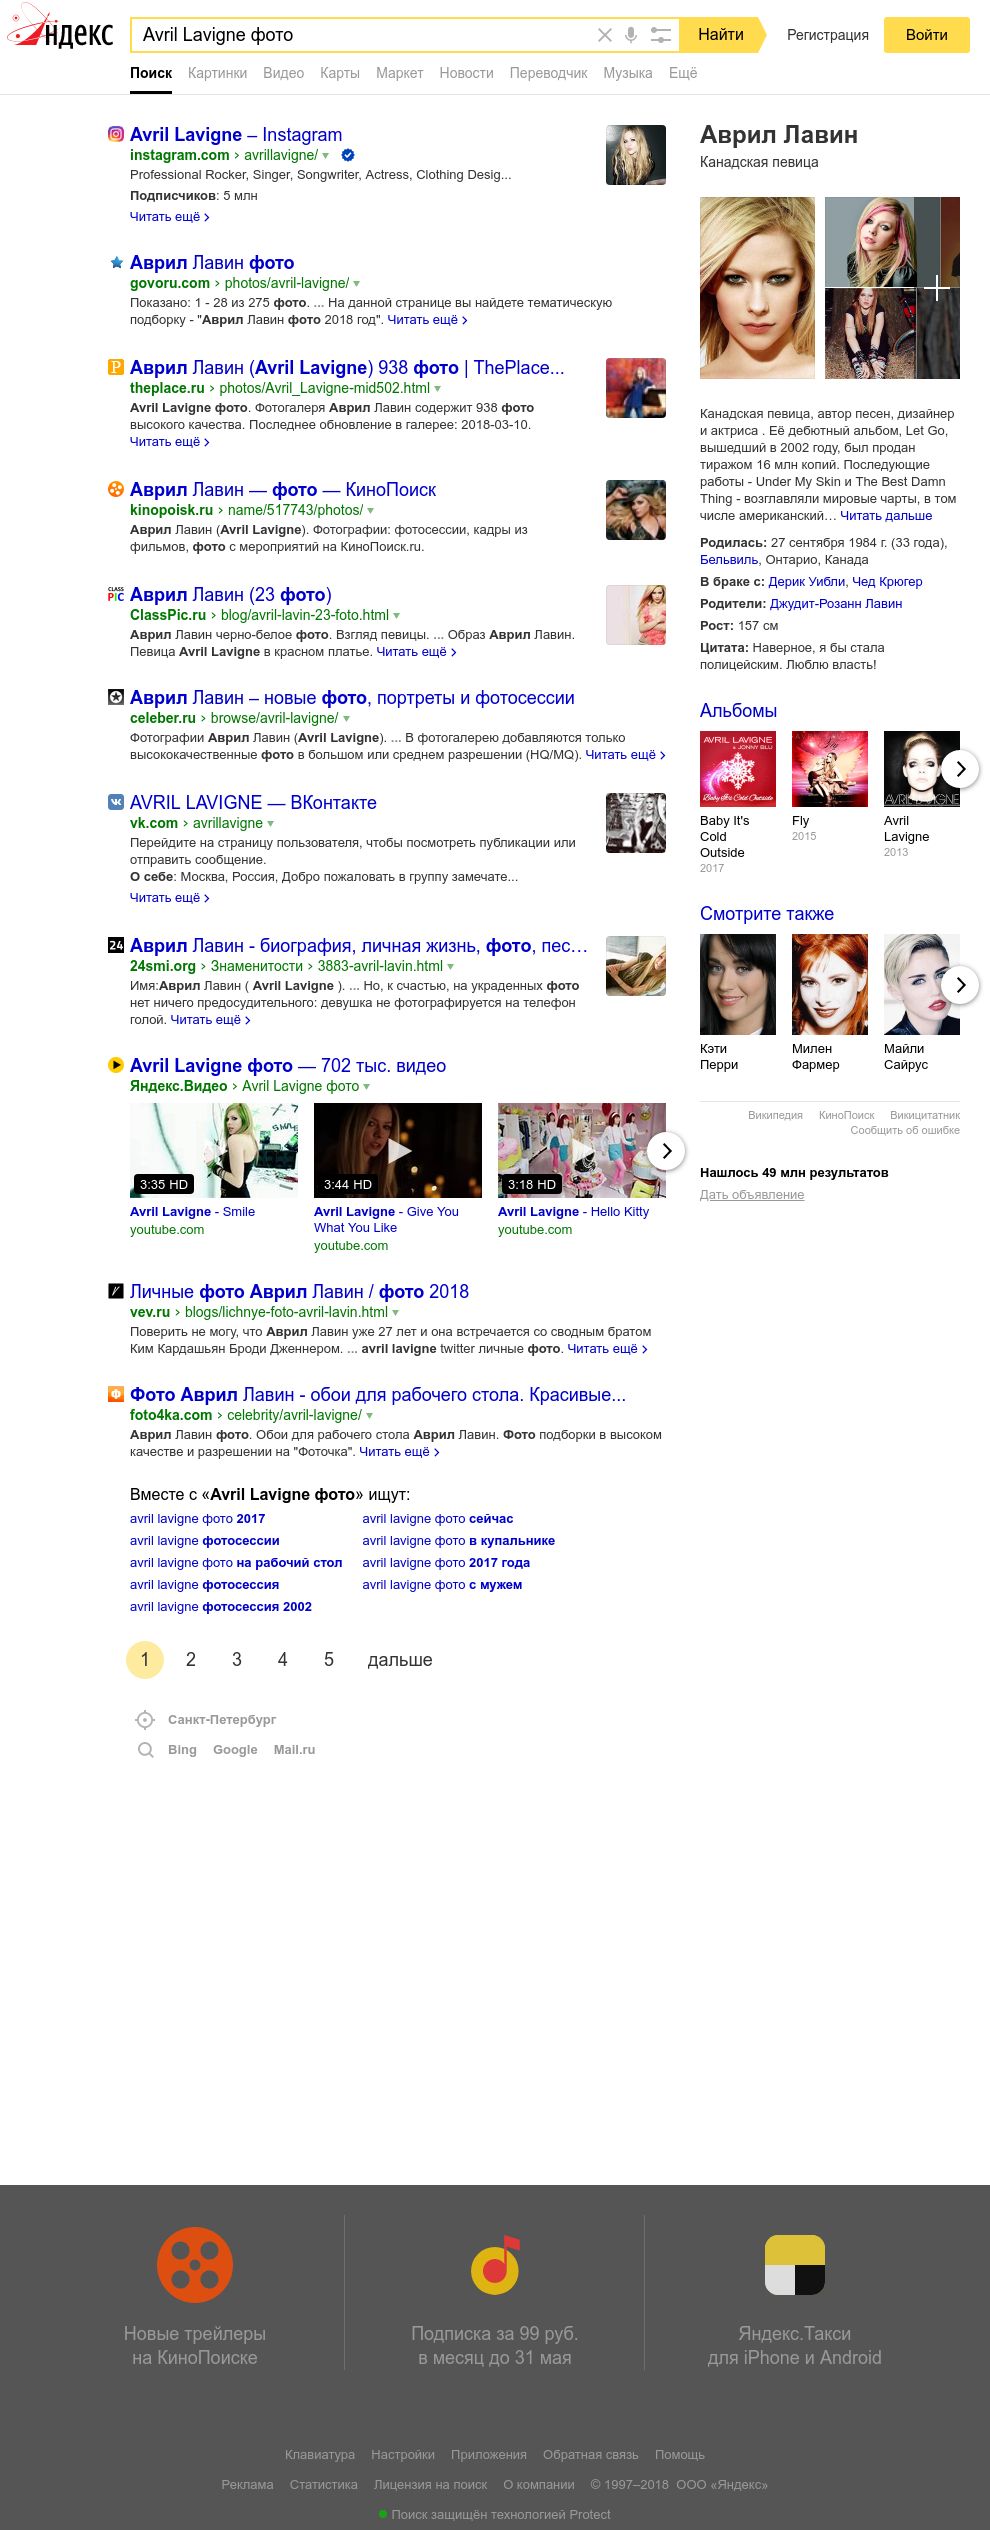 Яндекс
Avril Lavigne фото
Найти
Регистрация
Войти
Поиск Картинки Видео Карты Маркет Новости Переводчик Музыка Ещё
Avril Lavigne – Instagram
instagram.com › avrillavigne/
Professional Rocker, Singer, Songwriter, Actress, Clothing Desig...
Подписчиков: 5 млн
Читать ещё ›
Аврил Лавин фото
govoru.com › photos/avril-lavigne/
Показано: 1 - 28 из 275 фото. ... На данной странице вы найдете тематическую
подборку - "Аврил Лавин фото 2018 год". Читать ещё ›
Аврил Лавин (Avril Lavigne) 938 фото | ThePlace...
theplace.ru › photos/Avril_Lavigne-mid502.html
Avril Lavigne фото. Фотогалеря Аврил Лавин содержит 938 фото
высокого качества. Последнее обновление в галерее: 2018-03-10.
Читать ещё ›
Аврил Лавин — фото — КиноПоиск
kinopoisk.ru › name/517743/photos/
Аврил Лавин (Avril Lavigne). Фотографии: фотосессии, кадры из
фильмов, фото с мероприятий на КиноПоиск.ru.
CLASS
PIC
Аврил Лавин (23 фото)
ClassPic.ru › blog/avril-lavin-23-foto.html
Аврил Лавин черно-белое фото. Взгляд певицы. ... Образ Аврил Лавин.
Певица Avril Lavigne в красном платье. Читать ещё ›
Аврил Лавин – новые фото, портреты и фотосессии
celeber.ru › browse/avril-lavigne/
Фотографии Аврил Лавин (Avril Lavigne). ... В фотогалерею добавляются только
высококачественные фото в большом или среднем разрешении (HQ/MQ). Читать ещё ›
AVRIL LAVIGNE — ВКонтакте
vk.com › avrillavigne
Перейдите на страницу пользователя, чтобы посмотреть публикации или
отправить сообщение.
О себе: Москва, Россия, Добро пожаловать в группу замечате...
Читать ещё ›
24
Аврил Лавин - биография, личная жизнь, фото, пес...
24smi.org › Знаменитости › 3883-avril-lavin.html
Имя:Аврил Лавин ( Avril Lavigne ). ... Но, к счастью, на украденных фото
нет ничего предосудительного: девушка не фотографируется на телефон
голой. Читать ещё ›
Avril Lavigne фото — 702 тыс. видео
Яндекс.Видео › Avril Lavigne фото
3:35 HD
3:44 HD
3:18 HD
Avril Lavigne - Smile
youtube.com
Avril Lavigne - Give You
What You Like
youtube.com
Avril Lavigne - Hello Kitty
youtube.com
Личные фото Аврил Лавин / фото 2018
vev.ru › blogs/lichnye-foto-avril-lavin.html
Поверить не могу, что Аврил Лавин уже 27 лет и она встречается со сводным братом
Ким Кардашьян Броди Дженнером. ... avril lavigne twitter личные фото. Читать ещё ›
Ф
Фото Аврил Лавин - обои для рабочего стола. Красивые...
foto4ka.com › celebrity/avril-lavigne/
Аврил Лавин фото. Обои для рабочего стола Аврил Лавин. Фото подборки в высоком
качестве и разрешении на "Фоточка". Читать ещё ›
Вместе с «Avril Lavigne фото» ищут:
avril lavigne фото 2017
avril lavigne фотосессии
avril lavigne фото на рабочий стол
avril lavigne фотосессия
avril lavigne фотосессия 2002
avril lavigne фото сейчас
avril lavigne фото в купальнике
avril lavigne фото 2017 года
avril lavigne фото с мужем
1 2 3 4 5 дальше
Санкт-Петербург
Bing Google Mail.ru
Аврил Лавин
Канадская певица
Канадская певица, автор песен, дизайнер
и актриса . Её дебютный альбом, Let Go,
вышедший в 2002 году, был продан
тиражом 16 млн копий. Последующие
работы - Under My Skin и The Best Damn
Thing - возглавляли мировые чарты, в том
числе американский… Читать дальше
Родилась: 27 сентября 1984 г. (33 года),
Бельвиль, Онтарио, Канада
В браке с: Дерик Уибли, Чед Крюгер
Родители: Джудит-Розанн Лавин
Рост: 157 см
Цитата: Наверное, я бы стала
полицейским. Люблю власть!
Альбомы
AVRIL LAVIGNE
& JONNY BLU
Baby It's Cold Outside
Fly
AVRIL LAVIGNE
Baby It's
Cold
Outside
2017
Fly
2015
Avril
Lavigne
2013
Смотрите также
Кэти
Перри
Милен
Фармер
Майли
Сайрус
Википедия КиноПоиск Викицитатник
Сообщить об ошибке
Нашлось 49 млн результатов
Дать объявление
Новые трейлеры
на КиноПоиске
Подписка за 99 руб.
в месяц до 31 мая
Яндекс.Такси
для iPhone и Android
Клавиатура Настройки Приложения Обратная связь Помощь
Реклама Статистика Лицензия на поиск О компании © 1997–2018 ООО «Яндекс»
Поиск защищён технологией Protect